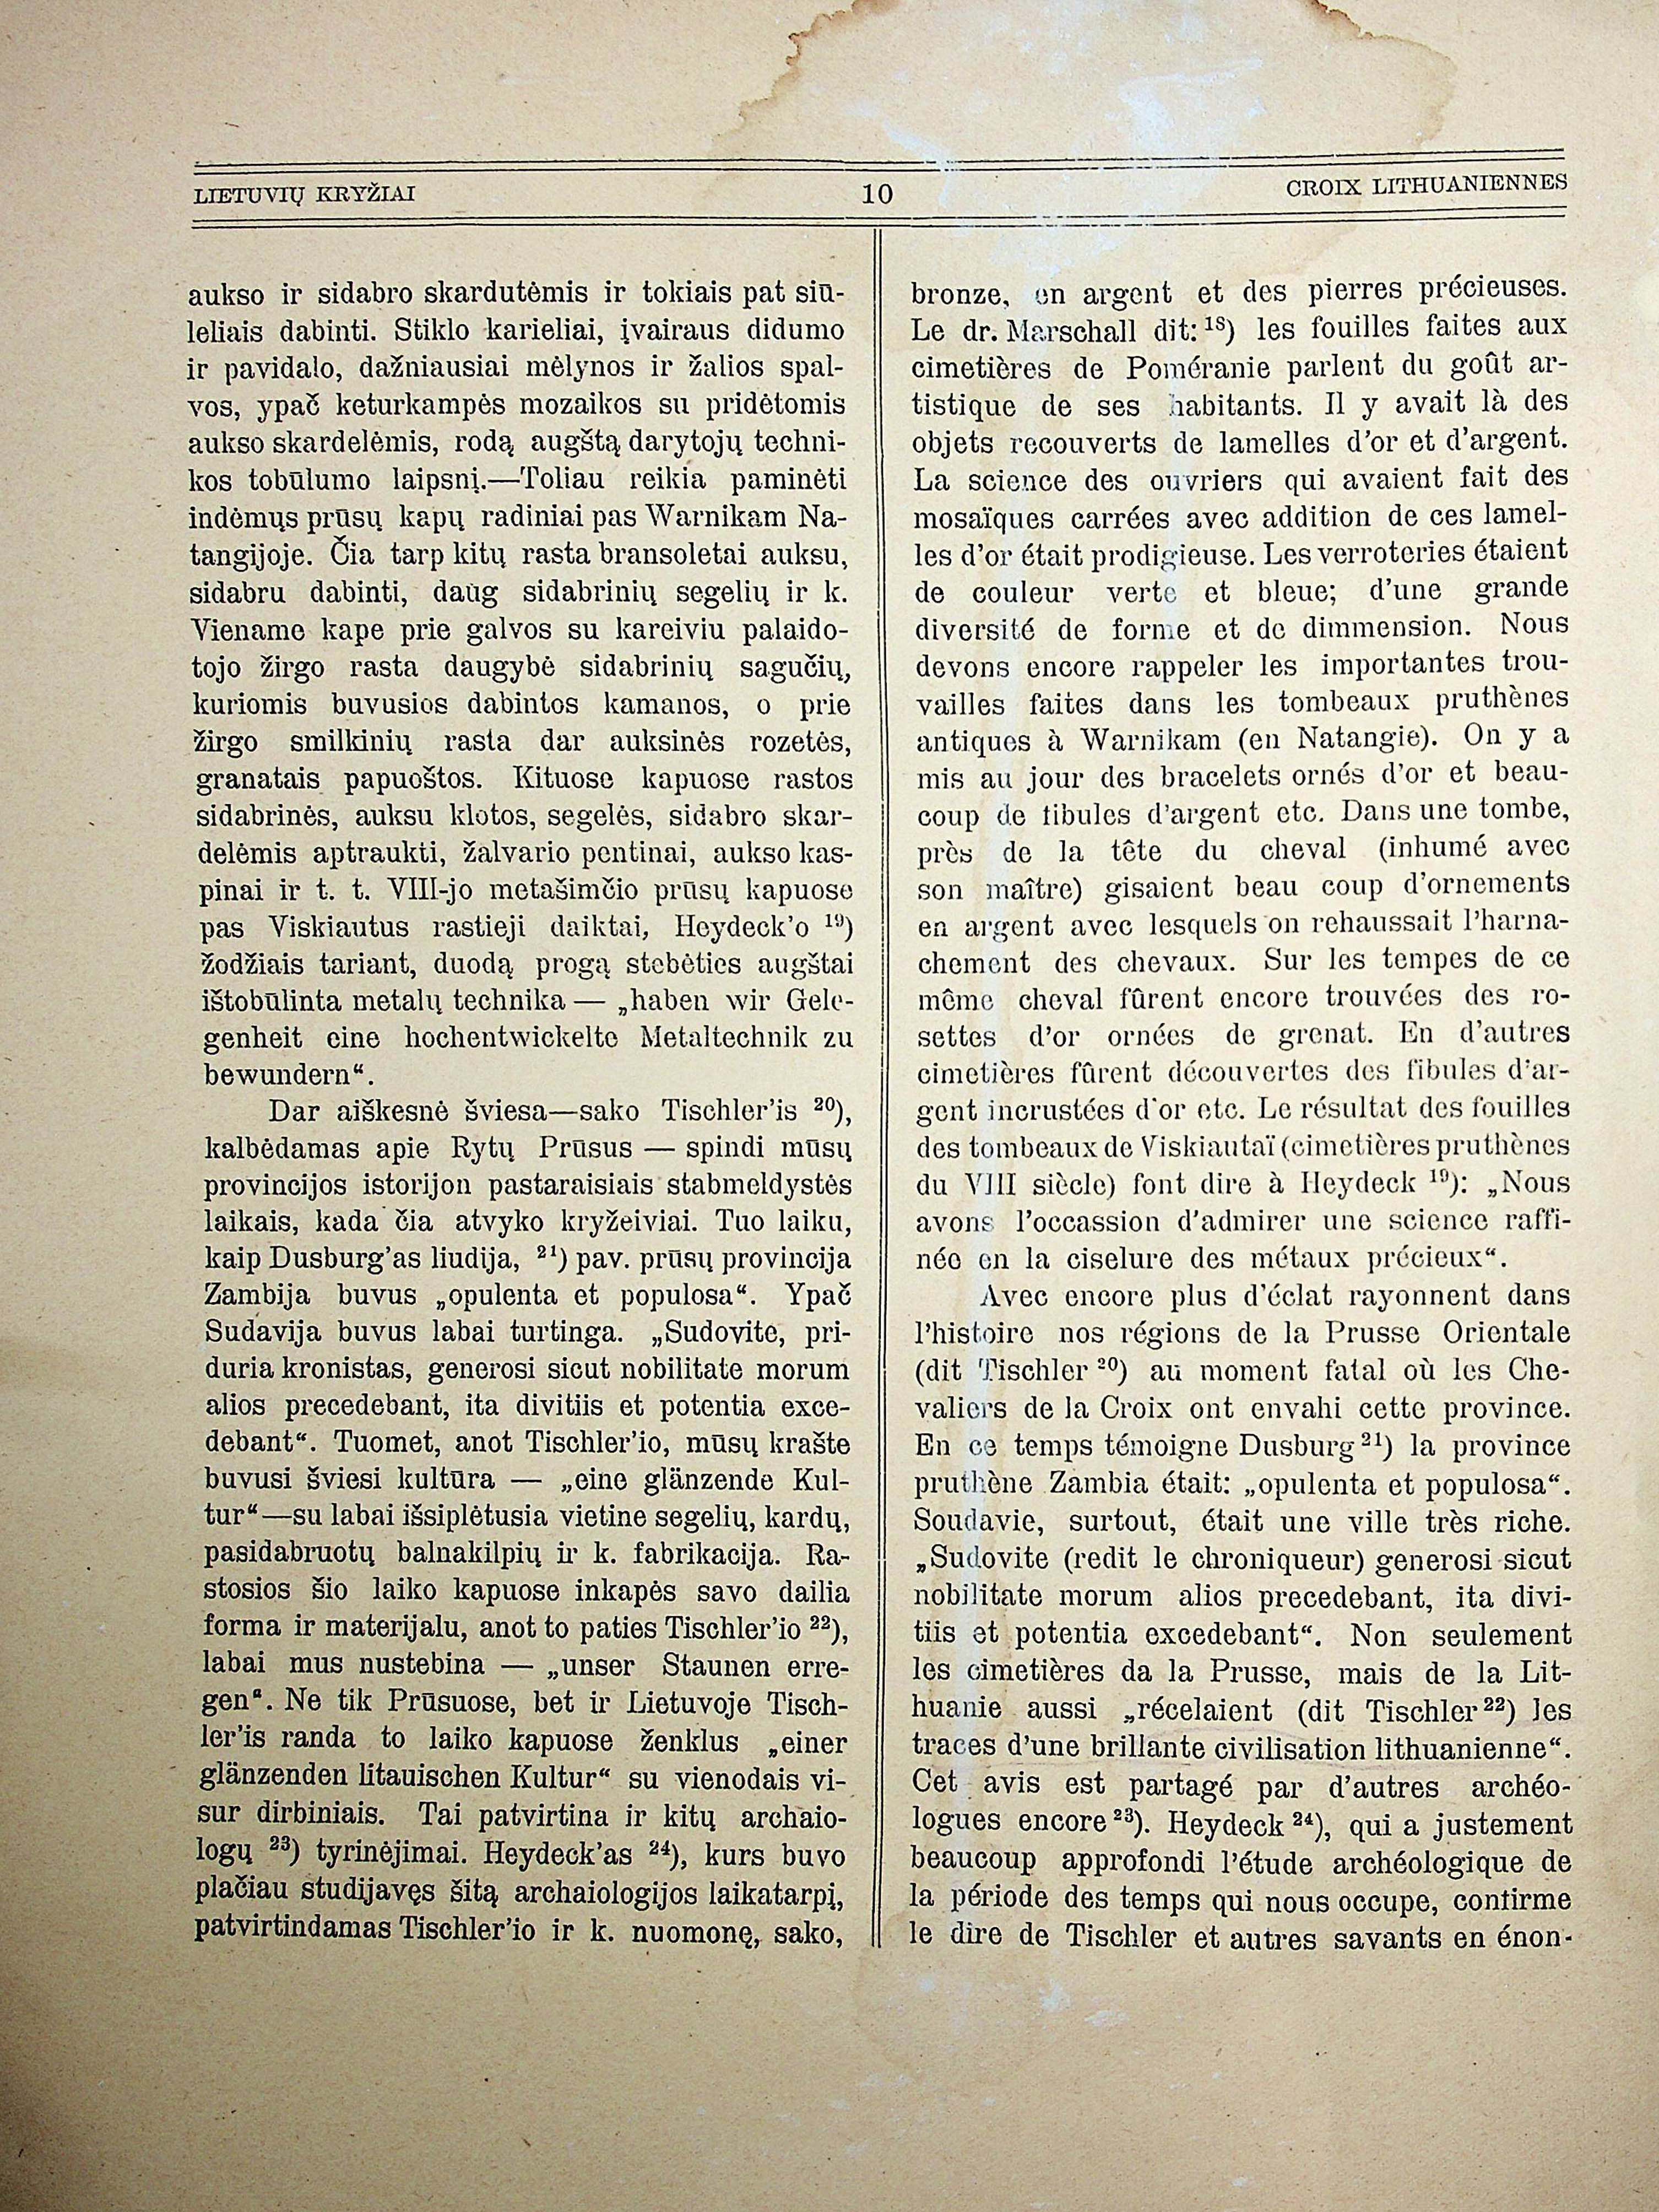 LIETUVIŲ KRYŽIAI
10
CROIX LITHUANIENNES
aukso ir sidabro skardutėmis ir tokiais pat siū-
leliais dabinti. Stiklo karieliai, įvairaus didumo
ir pavidalo, dažniausiai mėlynos ir žalios spal-
vos, ypač keturkampės mozaikos su pridėtomis
aukso skardelėmis, rodą augštą darytojų techni-
kos tobūlumo laipsnį.—Toliau reikia paminėti
indėmųs prūsų kapų radiniai pas Warnikam Na-
tangijoje. Čia tarp kitų rasta bransoletai auksu,
sidabru dabinti, daug sidabrinių segelių ir k.
Viename kape prie galvos su kareiviu palaido-
tojo žirgo rasta daugybė sidabrinių sagučių,
kuriomis buvusios dabintos kamanos, o prie
žirgo smilkinių rasta dar auksinės rozetės,
granatais papuoštos. Kituose kapuose rastos
sidabrinės, auksu klotos, segelės, sidabro skar-
delėmis aptraukti, žalvario pentinai, aukso kas-
pinai ir t. t. VIII-jo metašimčio prūsų kapuose
pas Viskiautus rastieji daiktai, Heydeck'o ¹⁹)
žodžiais tariant, duodą progą stebėties augštai
ištobūlinta metalų technika — „haben wir Gele-
genheit eine hochentwickelte Metaltechnik zu
bewundern“.
Dar aiškesnė šviesa—sako Tischler'is ²⁰),
kalbėdamas apie Rytų Prūsus — spindi mūsų
provincijos istorijon pastaraisiais stabmeldystės
laikais, kada čia atvyko kryžeiviai. Tuo laiku,
kaip Dusburg'as liudija, ²¹) pav. prūsų provincija
Zambija buvus „opulenta et populosa“. Ypač
Sudavija buvus labai turtinga. „Sudovite, pri-
duria kronistas, generosi sicut nobilitate morum
alios precedebant, ita divitiis et potentia exce-
debant“. Tuomet, anot Tischler'io, mūsų krašte
buvusi šviesi kultūra — „eine glänzende Kul-
tur“—su labai išsiplėtusia vietine segelių, kardų,
pasidabruotų balnakilpių ir k. fabrikacija. Ra-
stosios šio laiko kapuose inkapės savo dailia
forma ir materijalu, anot to paties Tischler'io ²²),
labai mus nustebina — „unser Staunen erre-
gen“. Ne tik Prūsuose, bet ir Lietuvoje Tisch-
ler'is randa to laiko kapuose ženklus „einer
glänzenden litauischen Kultur“ su vienodais vi-
sur dirbiniais. Tai patvirtina ir kitų archaio-
logų ²³) tyrinėjimai. Heydeck'as ²⁴), kurs buvo
plačiau studijavęs šitą archaiologijos laikatarpį,
patvirtindamas Tischler'io ir k. nuomonę, sako,
bronze, en argent et des pierres précieuses.
Le dr. Marschall dit: ¹⁸) les fouilles faites aux
cimetières de Poméranie parlent du goût ar-
tistique de ses habitants. Il y avait là des
objets recouverts de lamelles d'or et d'argent.
La science des ouvriers qui avaient fait des
mosaïques carrées avec addition de ces lamel-
les d'or était prodigieuse. Les verroteries étaient
de couleur verte et bleue; d'une grande
diversité de forme et de dimmension. Nous
devons encore rappeler les importantes trou-
vailles faites dans les tombeaux pruthènes
antiques à Warnikam (en Natangie). On y a
mis au jour des bracelets ornés d'or et beau-
coup de fibules d'argent etc. Dans une tombe,
près de la tête du cheval (inhumé avec
son maître) gisaient beau coup d'ornements
en argent avec lesquels on rehaussait l'harna-
chement des chevaux. Sur les tempes de ce
même cheval fûrent encore trouvées des ro-
settes d'or ornées de grenat. En d'autres
cimetières fûrent découvertes des fibules d'ar-
gent incrustées d'or etc. Le résultat des fouilles
des tombeaux de Viskiautaï (cimetières pruthènes
du VIII siècle) font dire à Heydeck ¹⁹): „Nous
avons l'occassion d'admirer une science raffi-
née en la ciselure des métaux précieux“.
Avec encore plus d'éclat rayonnent dans
l'histoire nos régions de la Prusse Orientale
(dit Tischler ²⁰) au moment fatal où les Che-
valiers de la Croix ont envahi cette province.
En ce temps témoigne Dusburg ²¹) la province
pruthène Zambia était: „opulenta et populosa“.
Soudavie, surtout, était une ville très riche.
„Sudovite (redit le chroniqueur) generosi sicut
nobilitate morum alios precedebant, ita divi-
tiis et potentia excedebant“. Non seulement
les cimetières da la Prusse, mais de la Lit-
huanie aussi „récelaient (dit Tischler ²²) les
traces d'une brillante civilisation lithuanienne“.
Cet avis est partagé par d'autres archéo-
logues encore ²³). Heydeck ²⁴), qui a justement
beaucoup approfondi l'étude archéologique de
la période des temps qui nous occupe, confirme
le dire de Tischler et autres savants en énon-